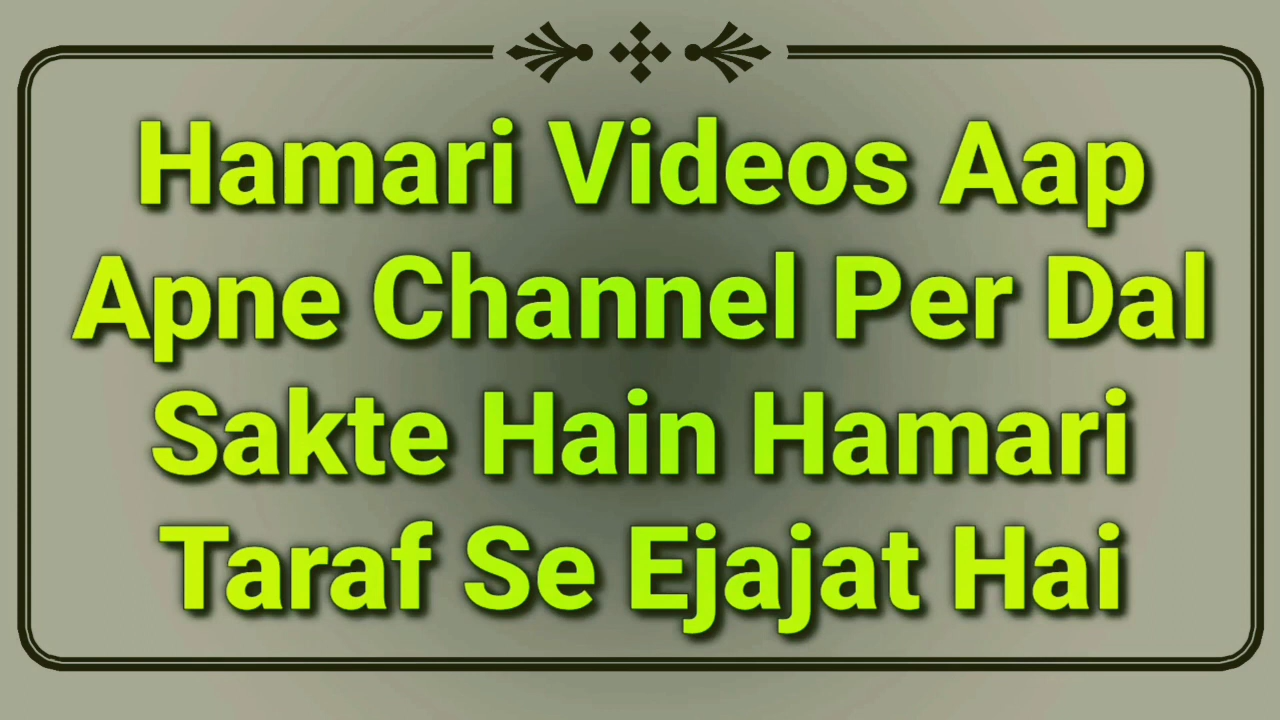 Hamari Videos Aap
Apne Channel Per Dal
Sakte Hain Hamari
Taraf Se Ejajat Hai